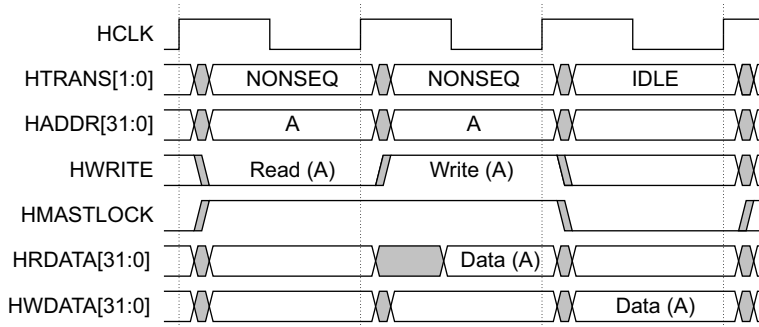 HCLK
HTRANS[1:0] NONSEQ NONSEQ IDLE
HADDR[31:0] A A
HWRITE Read (A) Write (A)
HMASTLOCK
HRDATA[31:0] Data (A)
HWDATA[31:0] Data (A)